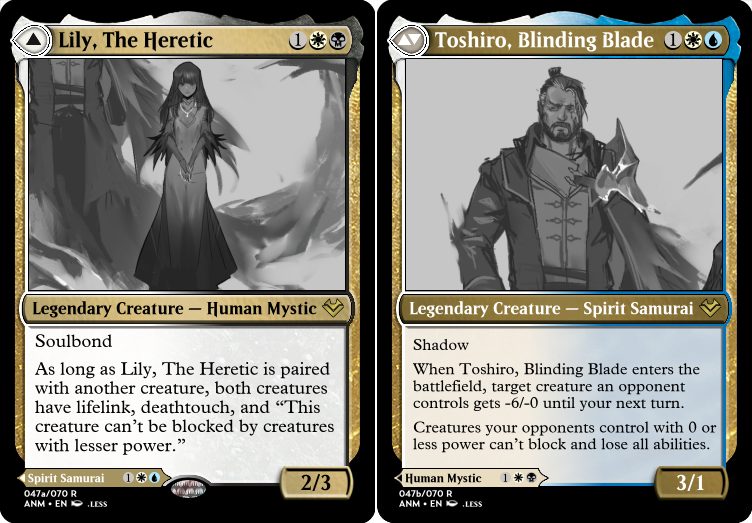 Lily, The Heretic 1
Legendary Creature — Human Mystic
Soulbond
As long as Lily, The Heretic is paired
with another creature, both creatures
have lifelink, deathtouch, and “This
creature can’t be blocked by creatures
with lesser power.”
Spirit Samurai 1
2/3
047a/070 R
ANM • EN .LESS
Toshiro, Blinding Blade 1
Legendary Creature — Spirit Samurai
Shadow
When Toshiro, Blinding Blade enters the
battlefield, target creature an opponent
controls gets -6/-0 until your next turn.
Creatures your opponents control with 0 or
less power can’t block and lose all abilities.
Human Mystic 1
3/1
047b/070 R
ANM • EN .LESS